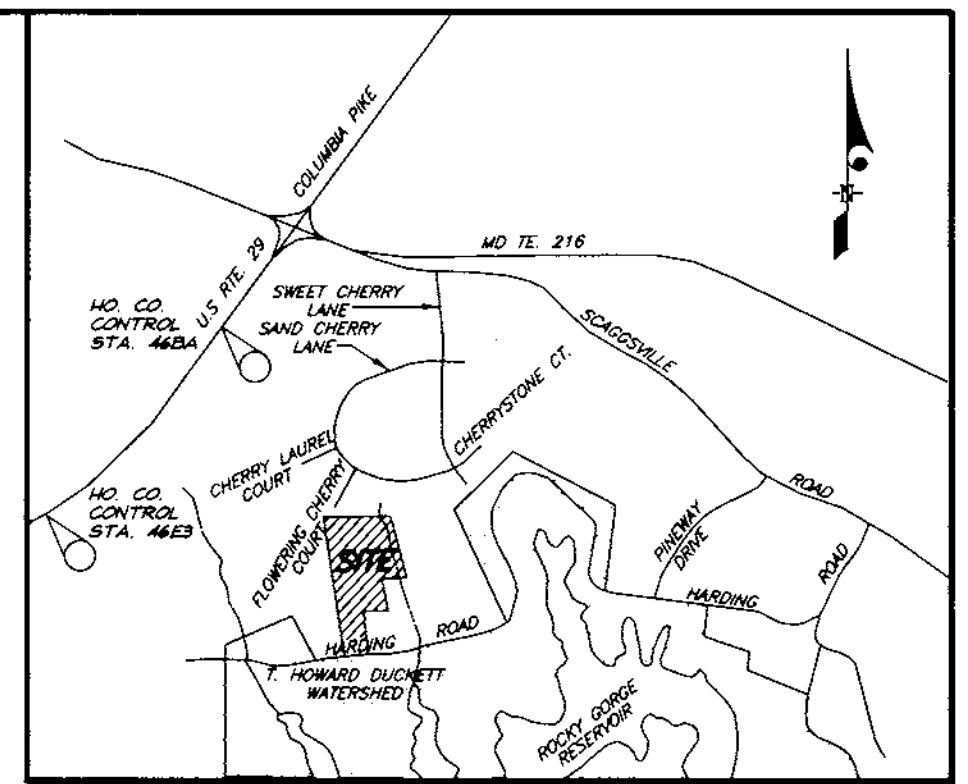 COLUMBIA PIKE
U.S RTE. 29
MD TE. 216
HO. CO.
CONTROL
STA. 46BA
SWEET CHERRY
LANE
SAND CHERRY
LANE
SCAGGSVILLE
ROAD
CHERRYSTONE CT.
CHERRY LAUREL
COURT
FLOWERING CHERRY
COURT
HO. CO.
CONTROL
STA. 46E3
SITE
PINEWAY
DRIVE
ROAD
HARDING
HARDING
ROAD
T. HOWARD DUCKETT
WATERSHED
ROCKY GORGE
RESERVOIR
N